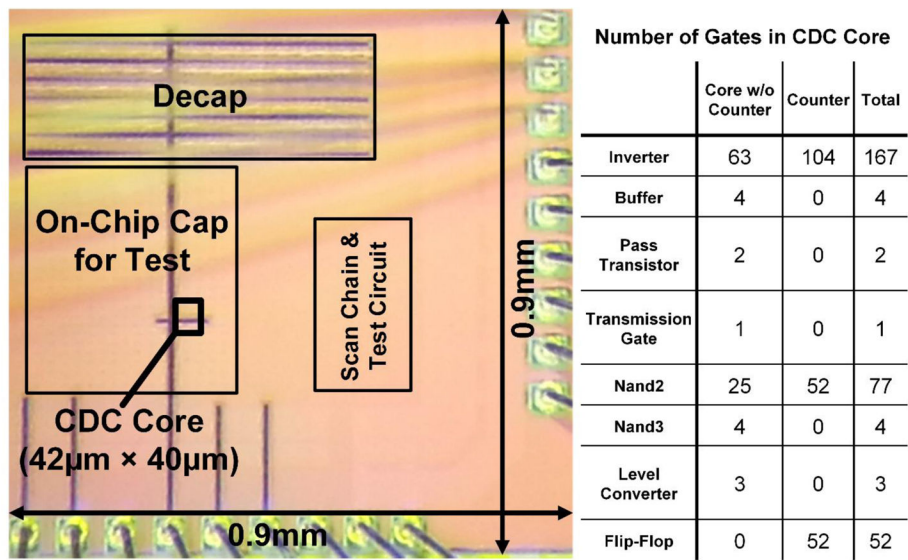 Decap
On-Chip Cap
for Test
Scan Chain &
Test Circuit
0.9mm
CDC Core
(42µm × 40µm)
0.9mm
Number of Gates in CDC Core
Core w/o
Counter
Counter
Total
Inverter 63 104 167
Buffer 4 0 4
Pass
Transistor
2 0 2
Transmission
Gate
1 0 1
Nand2 25 52 77
Nand3 4 0 4
Level
Converter
3 0 3
Flip-Flop 0 52 52